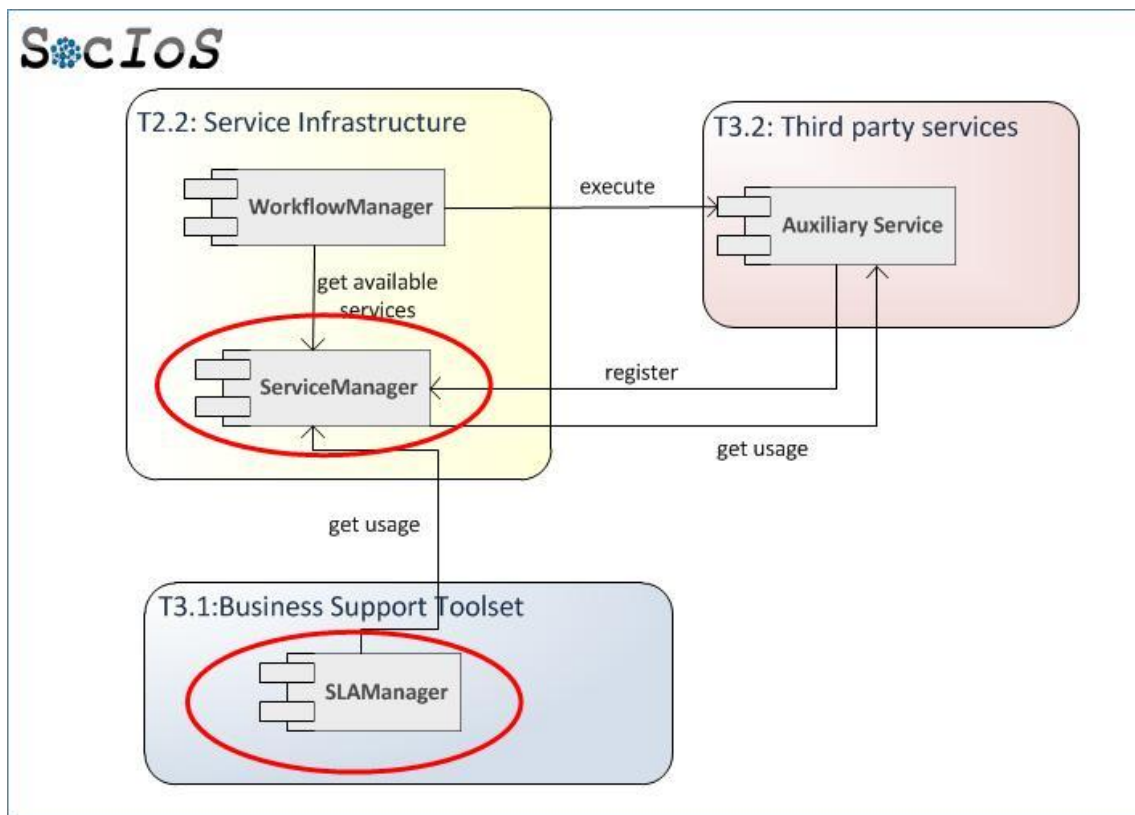 SocIoS
T2.2: Service Infrastructure
T3.2: Third party services
WorkflowManager
execute
Auxiliary Service
get available
services
ServiceManager
register
get usage
get usage
T3.1:Business Support Toolset
SLAManager